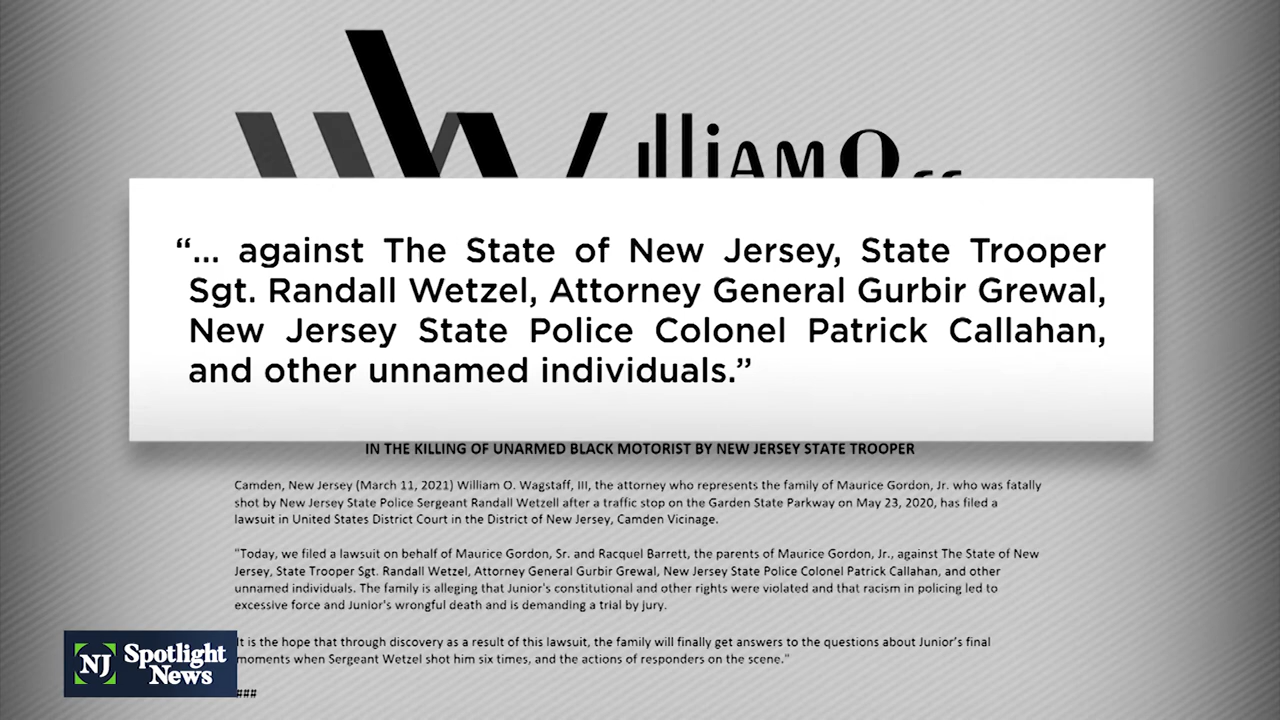 WilliamO
“... against The State of New Jersey, State Trooper
Sgt. Randall Wetzel, Attorney General Gurbir Grewal,
New Jersey State Police Colonel Patrick Callahan,
and other unnamed individuals.”
IN THE KILLING OF UNARMED BLACK MOTORIST BY NEW JERSEY STATE TROOPER
Camden, New Jersey (March 11, 2021) William O. Wagstaff, III, the attorney who represents the family of Maurice Gordon, Jr. who was fatally
shot by New Jersey State Police Sergeant Randall Wetzell after a traffic stop on the Garden State Parkway on May 23, 2020, has filed a
lawsuit in United States District Court in the District of New Jersey, Camden Vicinage.
"Today, we filed a lawsuit on behalf of Maurice Gordon, Sr. and Racquel Barrett, the parents of Maurice Gordon, Jr., against The State of New
Jersey, State Trooper Sgt. Randall Wetzel, Attorney General Gurbir Grewal, New Jersey State Police Colonel Patrick Callahan, and other
unnamed individuals. The family is alleging that Junior's constitutional and other rights were violated and that racism in policing led to
excessive force and Junior's wrongful death and is demanding a trial by jury.
It is the hope that through discovery as a result of this lawsuit, the family will finally get answers to the questions about Junior’s final
moments when Sergeant Wetzel shot him six times, and the actions of responders on the scene."
###
NJ Spotlight
News